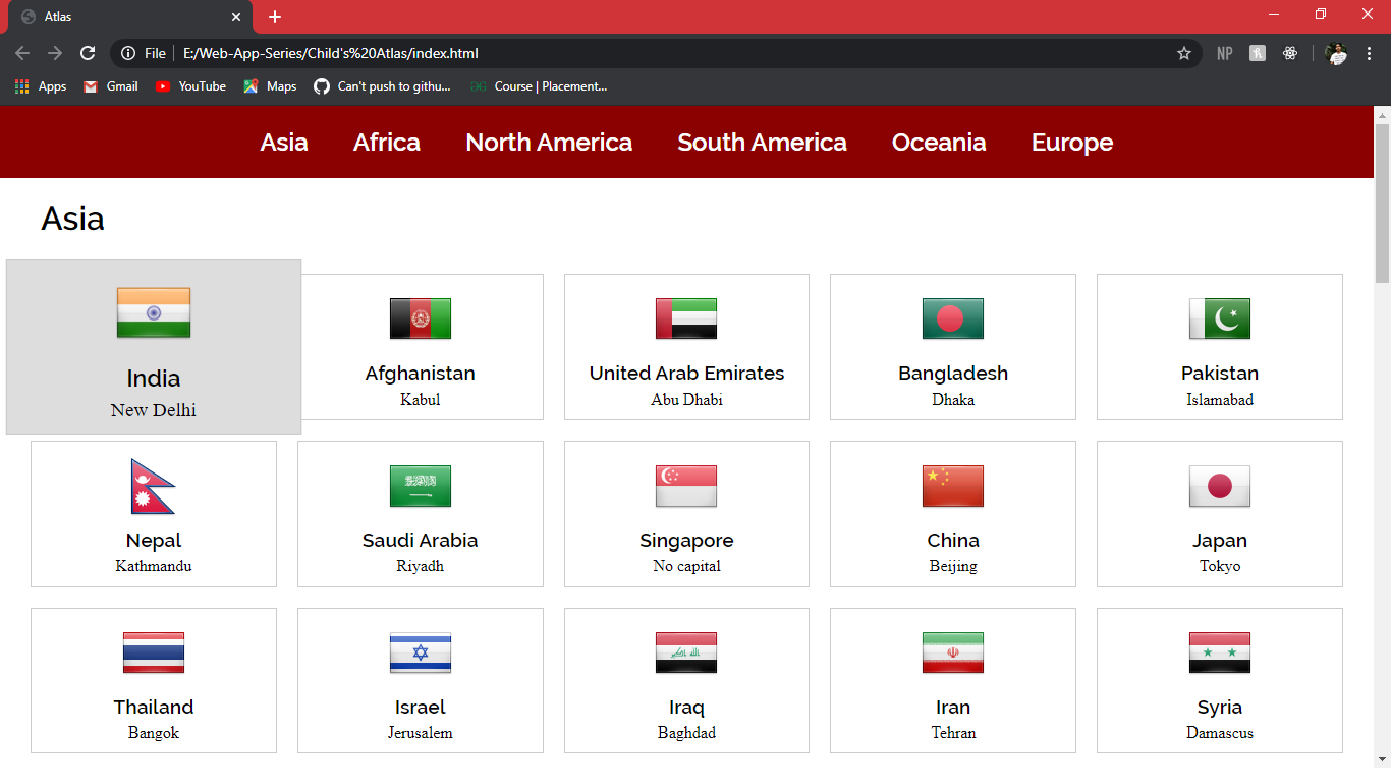 Atlas
File E:/Web-App-Series/Child's%20Atlas/index.html
NP
Apps Gmail YouTube Maps Can't push to githu... Course | Placement...
Asia Africa North America South America Oceania Europe
Asia
India Afghanistan United Arab Emirates Bangladesh Pakistan
New Delhi Kabul Abu Dhabi Dhaka Islamabad
Nepal Saudi Arabia Singapore China Japan
Kathmandu Riyadh No capital Beijing Tokyo
Thailand Israel Iraq Iran Syria
Bangok Jerusalem Baghdad Tehran Damascus